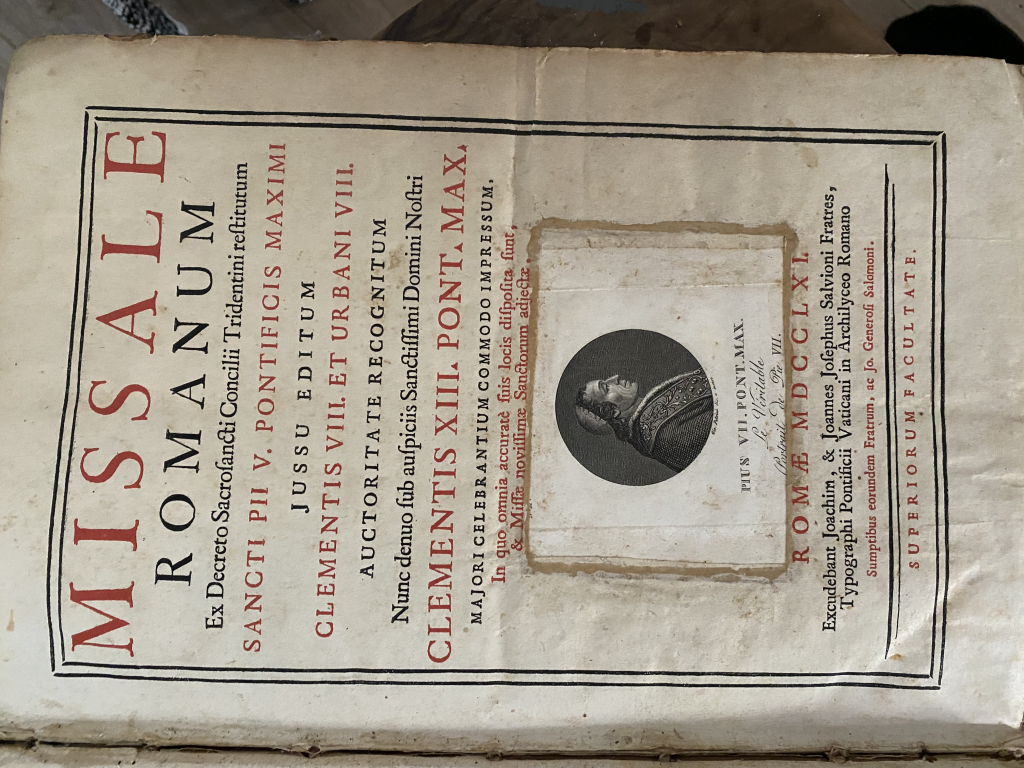 MISSALE
ROMANUM
Ex Decreto Sacroſancti Concilii Tridentini reſtitutum
SANCTI PII V. PONTIFICIS MAXIMI
JUSSU EDITUM
CLEMENTIS VIII. ET URBANI VIII.
AUCTORITATE RECOGNITUM
Nunc denuo ſub auſpiciis Sanctiſſimi Domini Noſtri
CLEMENTIS XIII. PONT. MAX.
MAJORI CELEBRANTIUM COMMODO IMPRESSUM,
In quo omnia accuratè ſuis locis diſpoſita ſunt,
& Miſſæ noviſſimæ Sanctorum adjectæ.
PIUS VII. PONT. MAX.
Le Véritable
Portrait De Pie VII.
ROMÆ MDCCLXI.
Excudebant Joachim, & Joannes Joſephus Salvioni Fratres,
Typographi Pontificii Vaticani in Archilyceo Romano
Sumptibus eorundem Fratrum, ac Jo. Generoſi Salomoni.
SUPERIORUM FACULTATE.